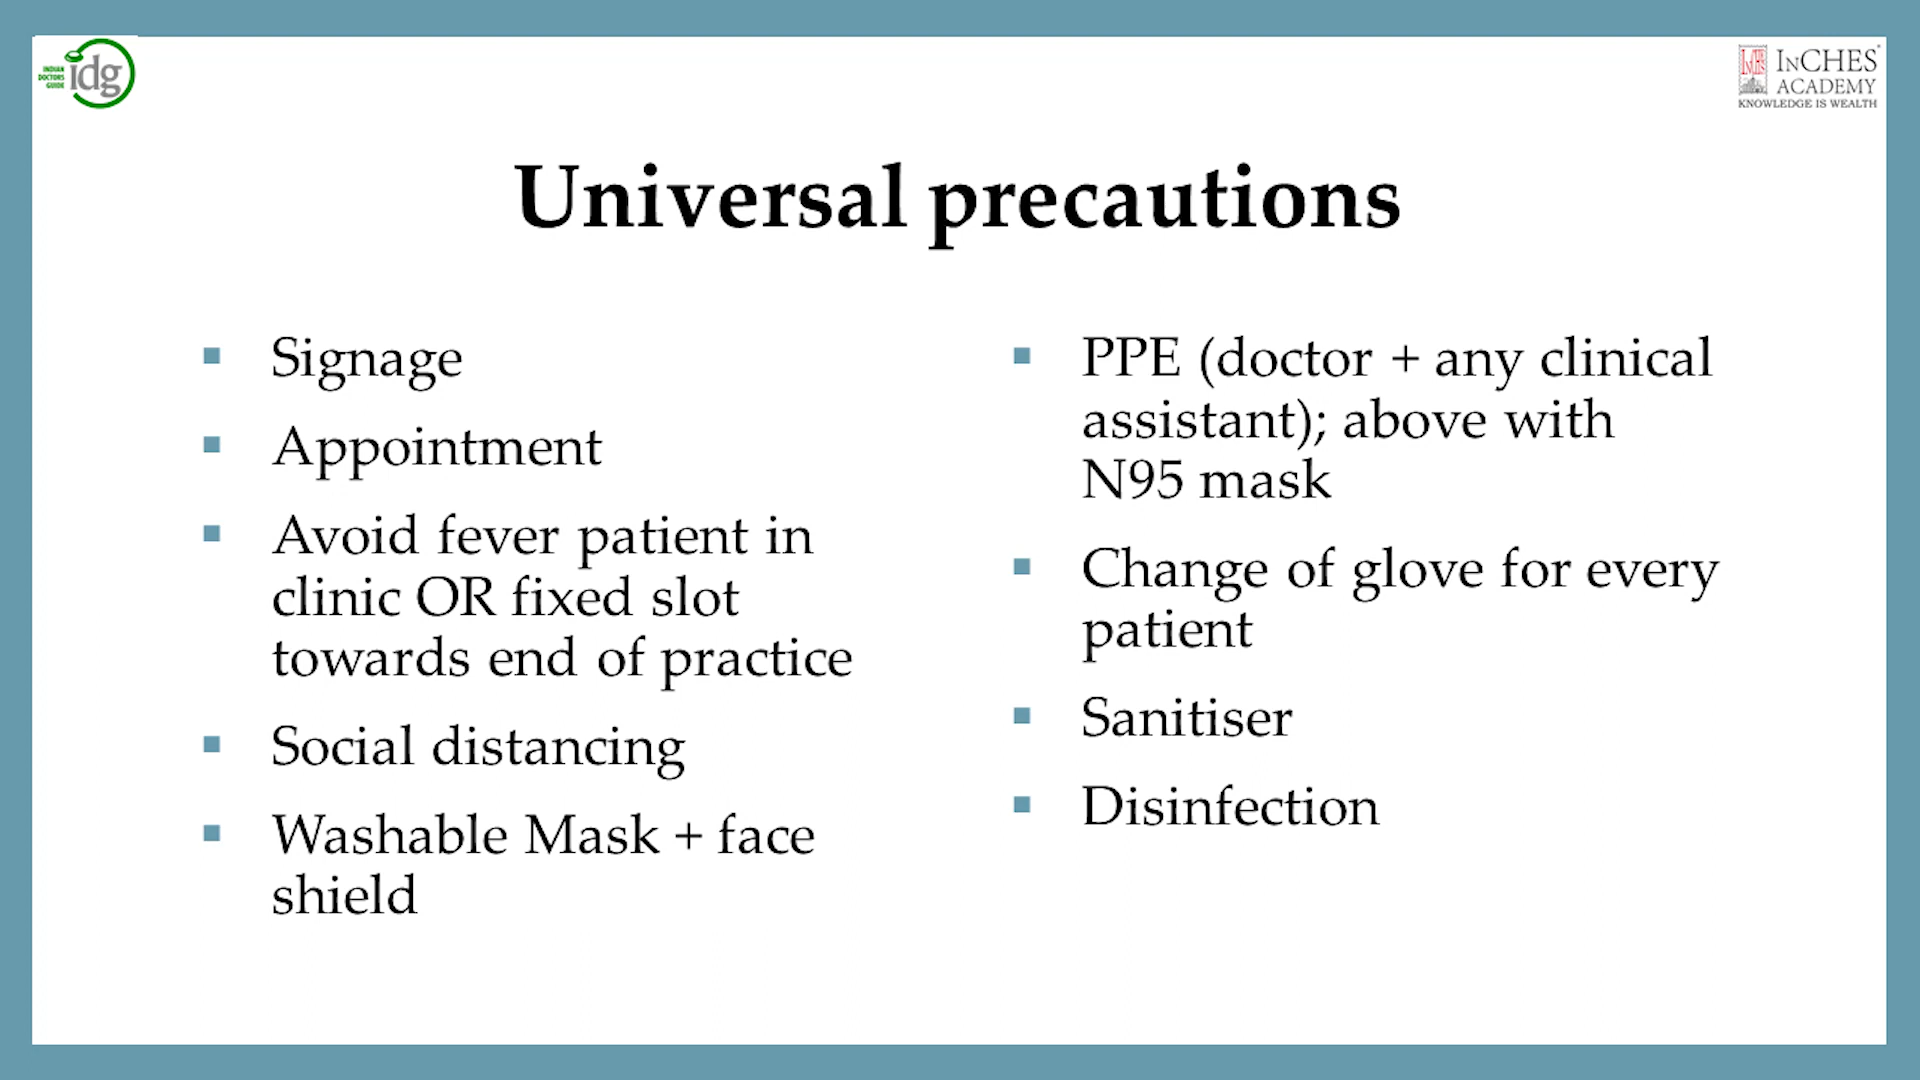 INDIAN
DOCTORS
GUIDE
idg
INCHES
ACADEMY
KNOWLEDGE IS WEALTH
Universal precautions
Signage
Appointment
Avoid fever patient in
clinic OR fixed slot
towards end of practice
Social distancing
Washable Mask + face
shield
PPE (doctor + any clinical
assistant); above with
N95 mask
Change of glove for every
patient
Sanitiser
Disinfection